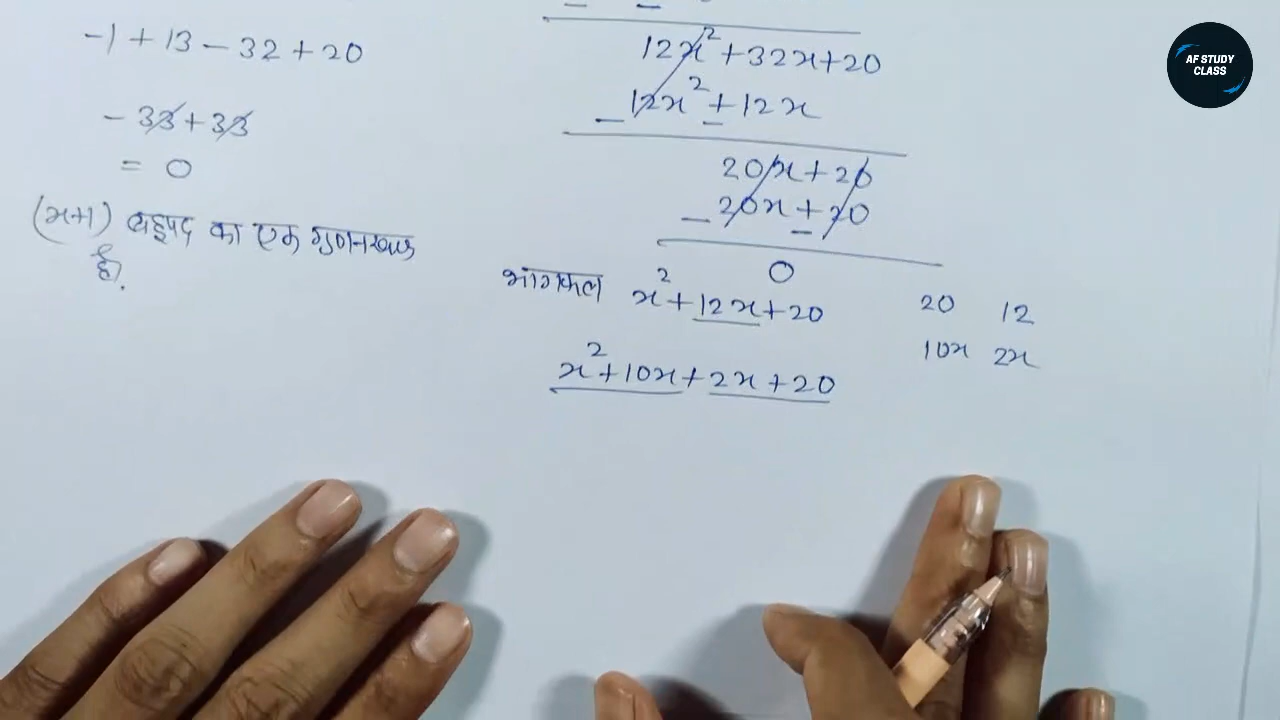 -1 + 13 - 32 + 20
- 33 + 33
= 0
(x+1) बहुपद का एक गुणनखण्ड
है.
12x² + 32x + 20
12x² + 12x
- -
20x + 20
20x + 20
- -
0
भागफल x² + 12x + 20
x² + 10x + 2x + 20
20 12
10x 2x
AF STUDY
CLASS